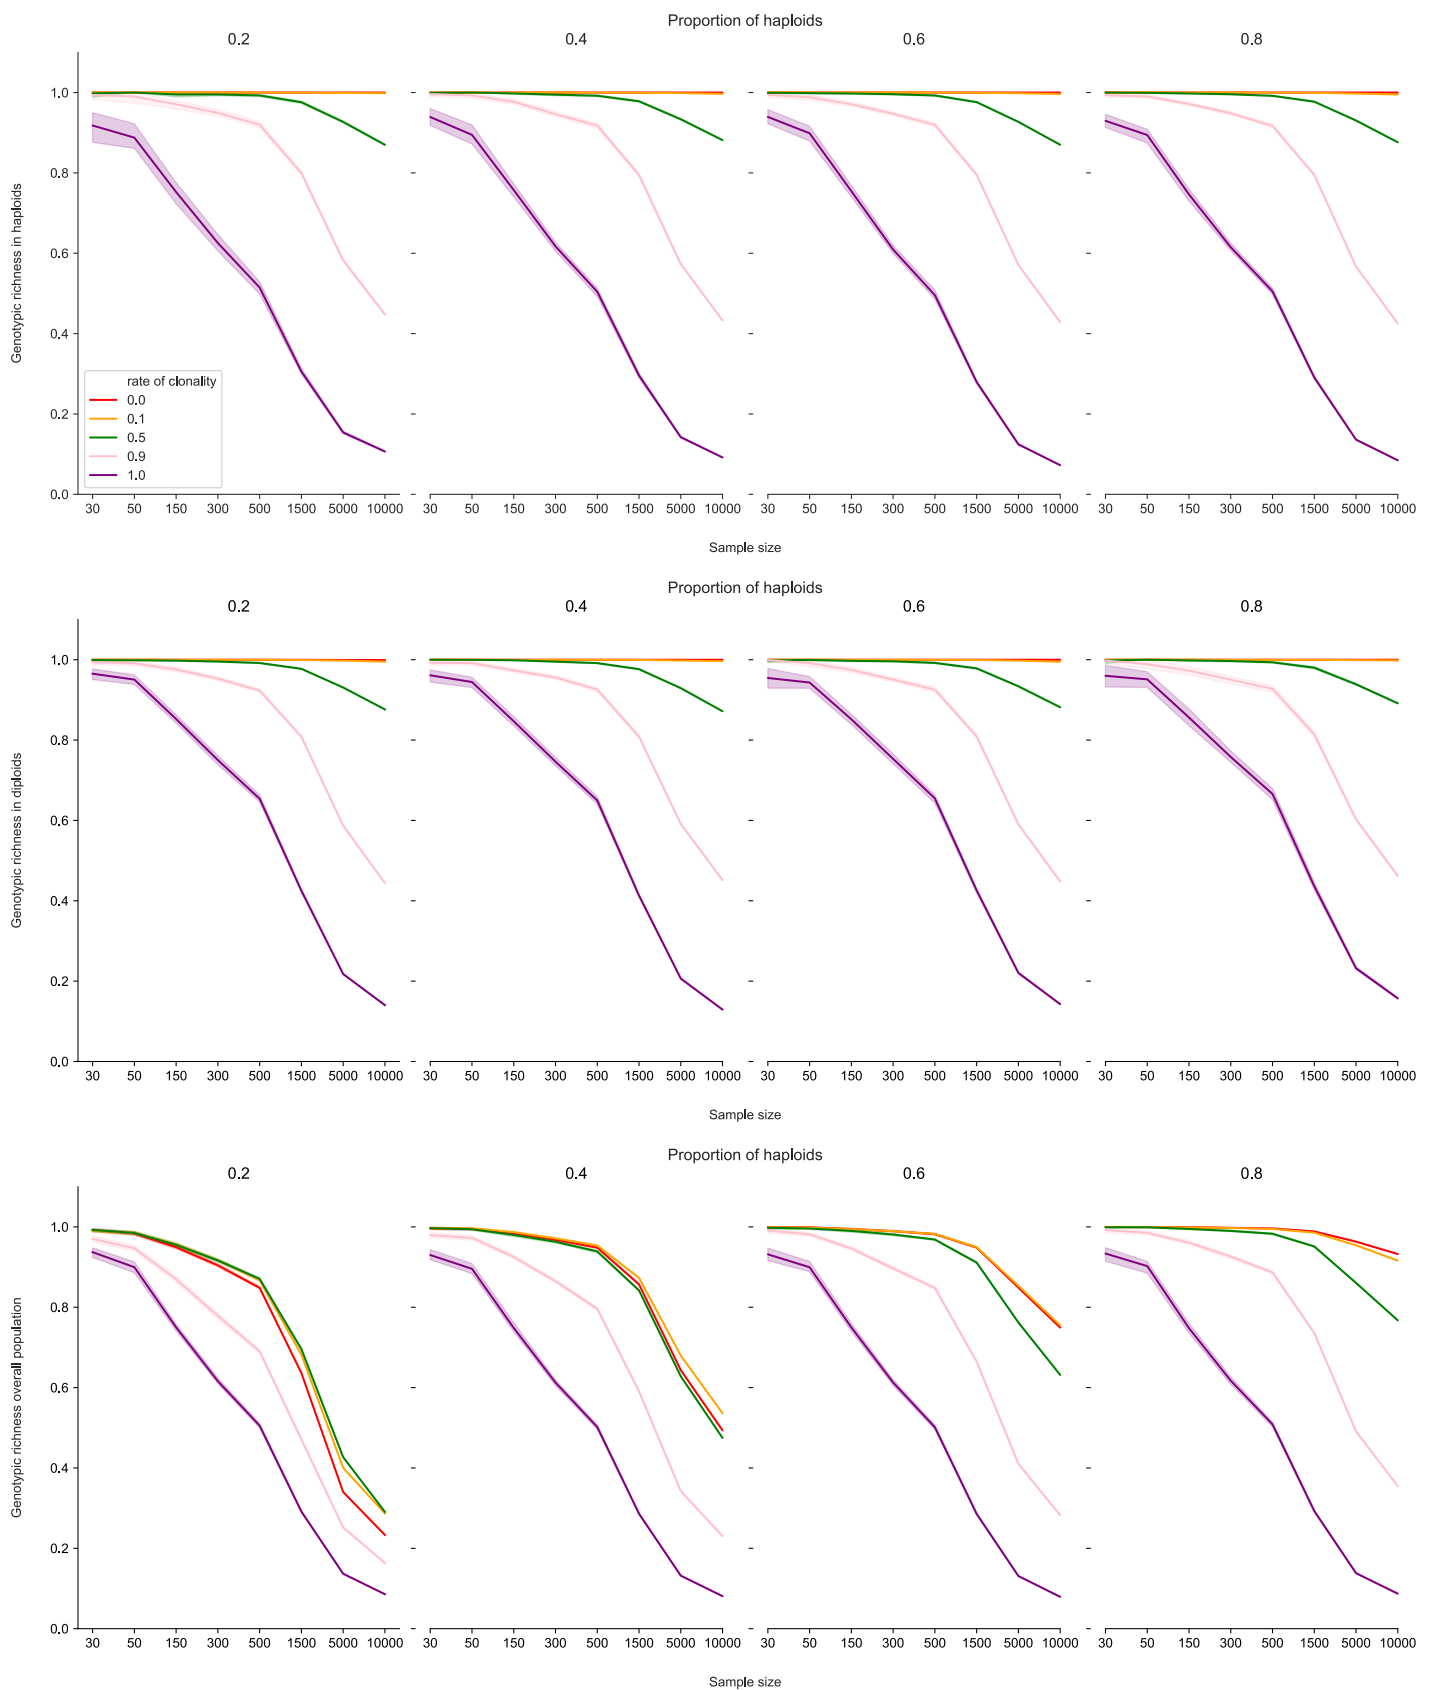 Proportion of haploids
0.2 0.4 0.6 0.8
Genotypic richness in haploids
1.0
0.8
0.6
0.4
0.2
0.0
rate of clonality
0.0
0.1
0.5
0.9
1.0
30 50 150 300 500 1500 5000 10000 30 50 150 300 500 1500 5000 10000 30 50 150 300 500 1500 5000 10000 30 50 150 300 500 1500 5000 10000
Sample size
Proportion of haploids
0.2 0.4 0.6 0.8
Genotypic richness in diploids
1.0
0.8
0.6
0.4
0.2
0.0
30 50 150 300 500 1500 5000 10000 30 50 150 300 500 1500 5000 10000 30 50 150 300 500 1500 5000 10000 30 50 150 300 500 1500 5000 10000
Sample size
Proportion of haploids
0.2 0.4 0.6 0.8
Genotypic richness overall population
1.0
0.8
0.6
0.4
0.2
0.0
30 50 150 300 500 1500 5000 10000 30 50 150 300 500 1500 5000 10000 30 50 150 300 500 1500 5000 10000 30 50 150 300 500 1500 5000 10000
Sample size